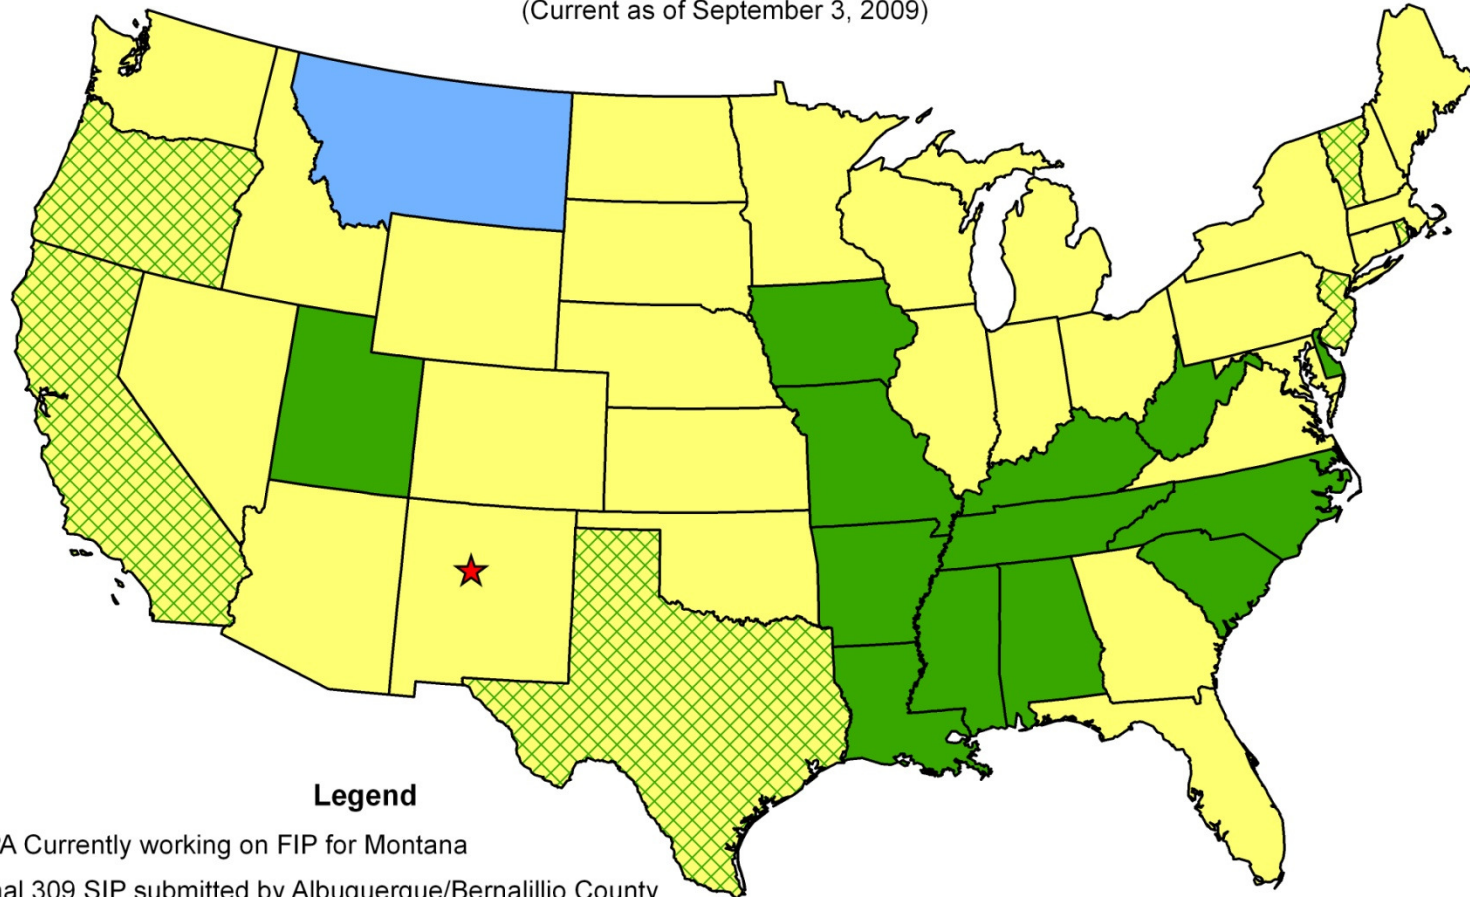 (Current as of September 3, 2009)
Legend
A Currently working on FIP for Montana
al 309 SIP submitted by Albuquerque/Bernalillio County